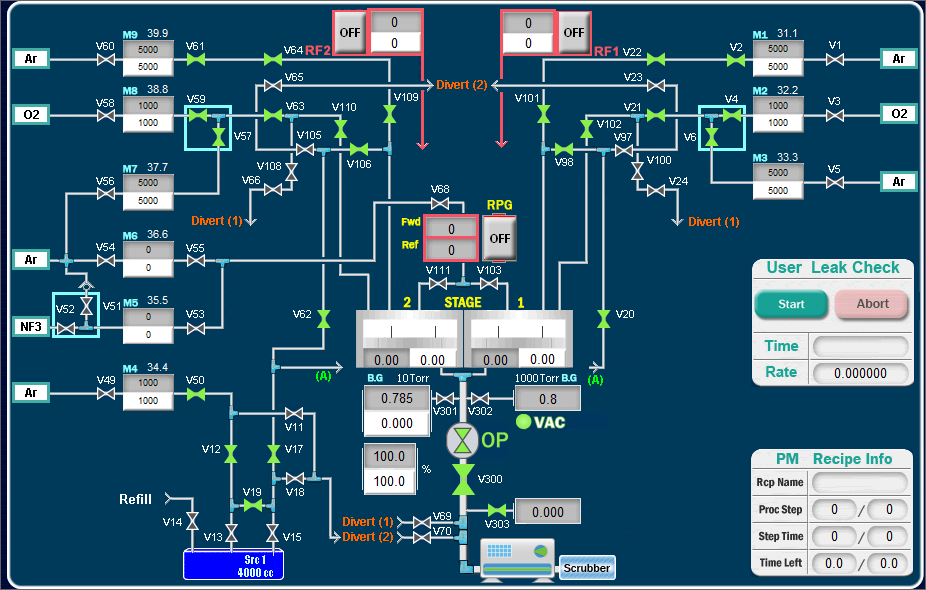 M9 39.9
5000
5000
V60
V61
V64
Ar
OFF
RF2
0
0
0
0
OFF
RF1
V22
V2
M1 31.1
5000
5000
V1
Ar
V65
Divert (2)
V23
M8 38.8
1000
1000
V58
V59
V63
V110
V109
V101
V102
V21
V4
M2 32.2
1000
1000
V3
O2
O2
V57
V105
V106
V98
V97
V6
M3 33.3
5000
5000
V5
Ar
V108
V66
V100
V24
M7 37.7
5000
5000
V56
Divert (1)
V68
RPG
Divert (1)
Fwd 0
Ref 0
OFF
M6 36.6
0
0
V54
V55
Ar
V111
V103
User Leak Check
Start
Abort
Time
Rate 0.000000
V52
V51
M5 35.5
0
0
V53
NF3
2 STAGE 1
V62
V20
0.00
0.00
0.00
0.00
(A)
(A)
M4 34.4
1000
1000
V49
V50
Ar
B.G 10Torr
1000Torr B.G
0.785
0.000
V301
V302
0.8
VAC
V11
OP
V12
V17
100.0
100.0
%
V18
V300
V19
Refill
V14
V13
V15
V303
0.000
Divert (1)
V69
Divert (2)
V70
Src 1
4000 cc
Scrubber
PM Recipe Info
Rcp Name
Proc Step 0 / 0
Step Time 0 / 0
Time Left 0.0 / 0.0